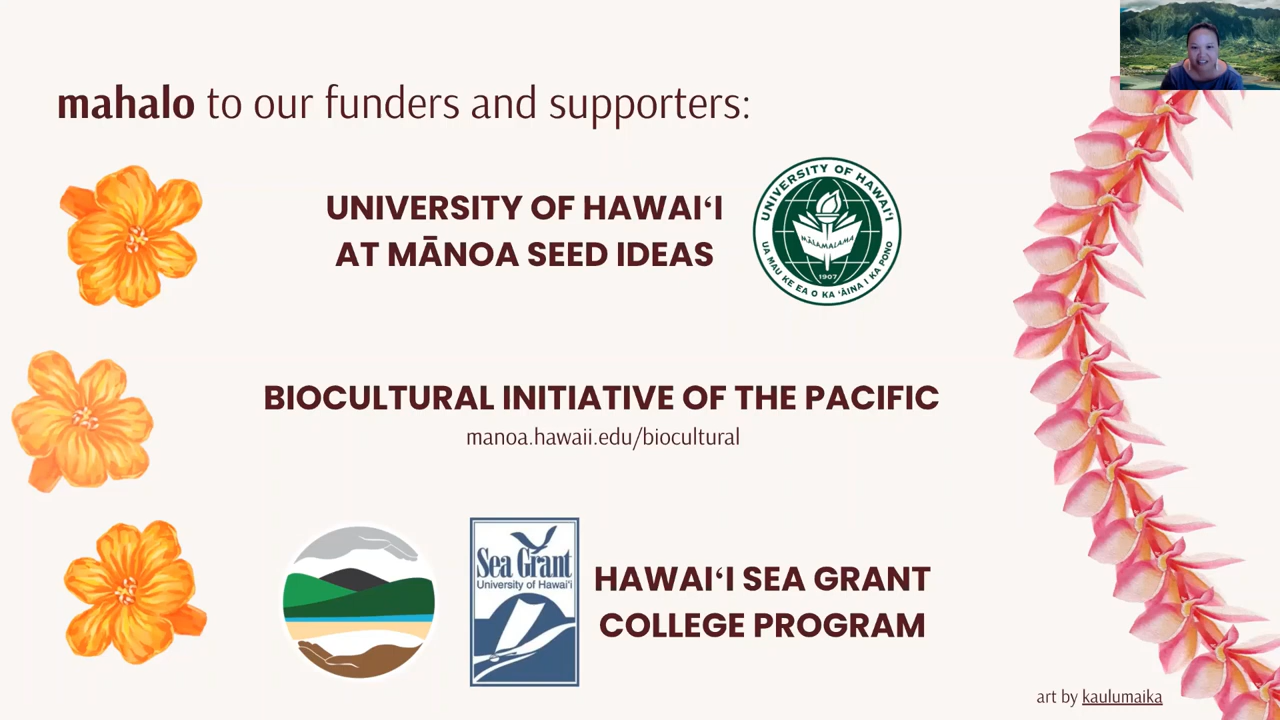 mahalo to our funders and supporters:
UNIVERSITY OF HAWAIʻI
AT MĀNOA SEED IDEAS
UNIVERSITY OF HAWAIʻI
MĀLAMALAMA
1907
UA MAU KE EA O KA ʻĀINA I KA PONO
BIOCULTURAL INITIATIVE OF THE PACIFIC
manoa.hawaii.edu/biocultural
Sea Grant
University of Hawaiʻi
HAWAIʻI SEA GRANT
COLLEGE PROGRAM
art by kaulumaika